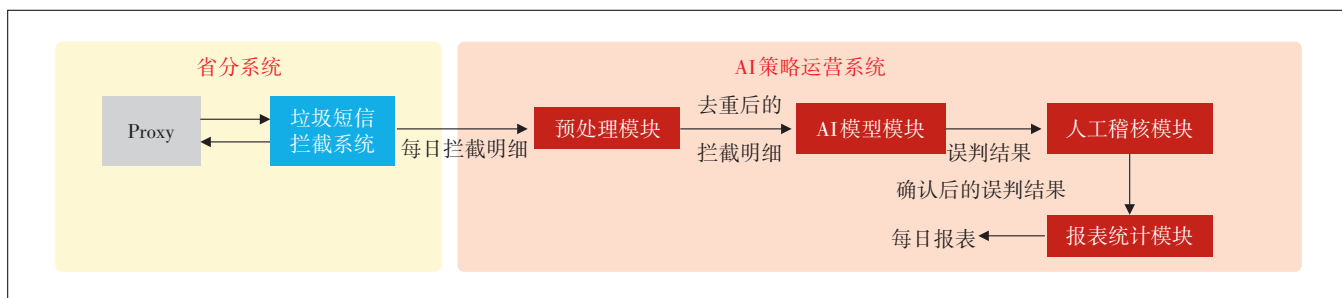 省分系统
AI策略运营系统
Proxy
垃圾短信
拦截系统
每日拦截明细
预处理模块
去重后的
拦截明细
AI模型模块
误判结果
人工稽核模块
确认后的误判结果
报表统计模块
每日报表